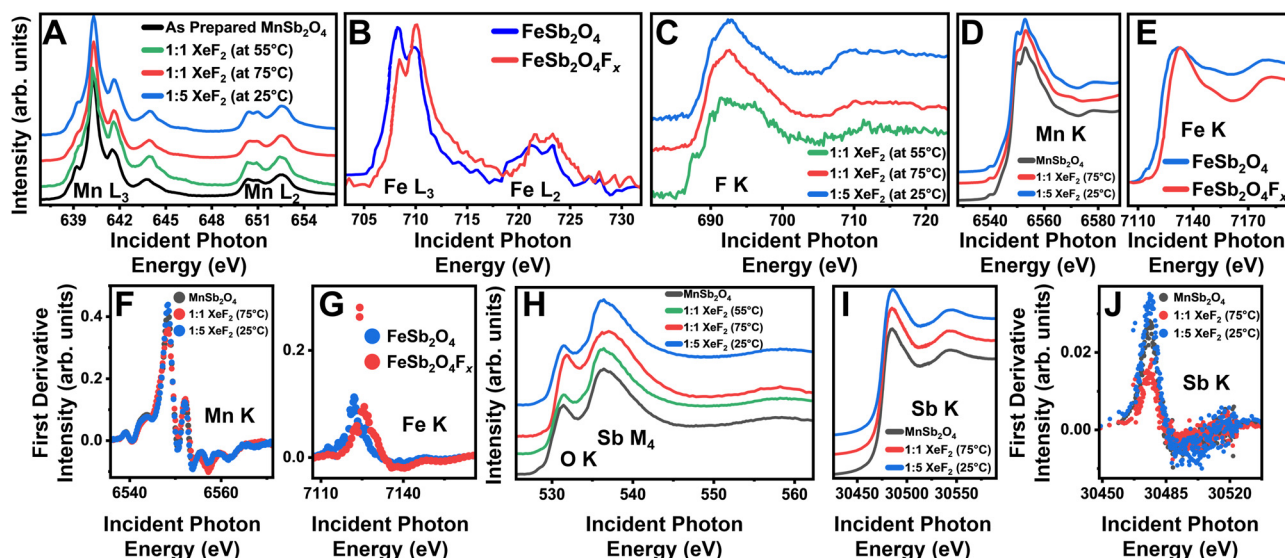 A
As Prepared MnSb₂O₄
1:1 XeF₂ (at 55°C)
1:1 XeF₂ (at 75°C)
1:5 XeF₂ (at 25°C)
Mn L₃
Mn L₂
Intensity (arb. units)
639 642 645 648 651 654
Incident Photon
Energy (eV)
B
FeSb₂O₄
FeSb₂O₄Fₓ
Fe L₃
Fe L₂
705 710 715 720 725 730
Incident Photon
Energy (eV)
C
F K
1:1 XeF₂ (at 55°C)
1:1 XeF₂ (at 75°C)
1:5 XeF₂ (at 25°C)
690 700 710 720
Incident Photon
Energy (eV)
D
Mn K
MnSb₂O₄
1:1 XeF₂ (75°C)
1:5 XeF₂ (25°C)
6540 6560 6580
Incident Photon
Energy (eV)
E
Fe K
FeSb₂O₄
FeSb₂O₄Fₓ
7110 7140 7170
Incident Photon
Energy (eV)
F
MnSb₂O₄
1:1 XeF₂ (75°C)
1:5 XeF₂ (25°C)
Mn K
First Derivative
Intensity (arb. units)
0.4
0.2
0.0
6540 6560
Incident Photon
Energy (eV)
G
FeSb₂O₄
FeSb₂O₄Fₓ
Fe K
0.2
0.0
7110 7140
Incident Photon
Energy (eV)
H
MnSb₂O₄
1:1 XeF₂ (55°C)
1:1 XeF₂ (75°C)
1:5 XeF₂ (25°C)
Sb M₄
O K
Intensity (arb. units)
530 540 550 560
Incident Photon
Energy (eV)
I
Sb K
MnSb₂O₄
1:1 XeF₂ (75°C)
1:5 XeF₂ (25°C)
30450 30500 30550
Incident Photon
Energy (eV)
J
MnSb₂O₄
1:1 XeF₂ (75°C)
1:5 XeF₂ (25°C)
Sb K
First Derivative
Intensity (arb. units)
0.02
0.00
30450 30485 30520
Incident Photon
Energy (eV)